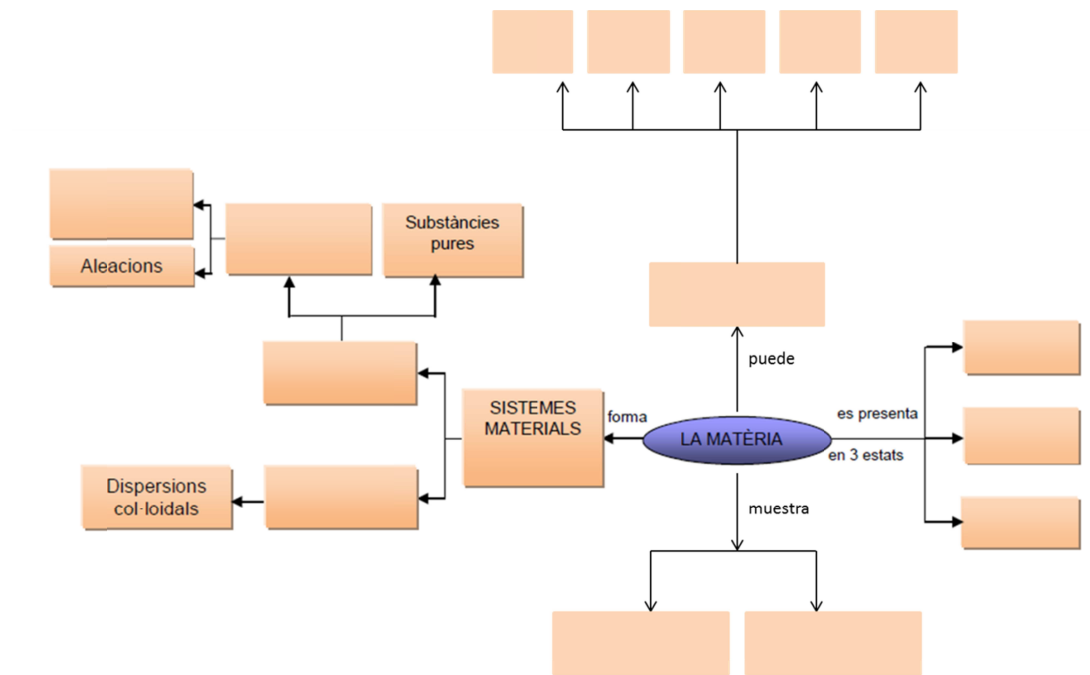 Substàncies
pures
Aleacions
puede
SISTEMES
MATERIALS
forma
LA MATÈRIA
es presenta
en 3 estats
Dispersions
col·loidals
muestra